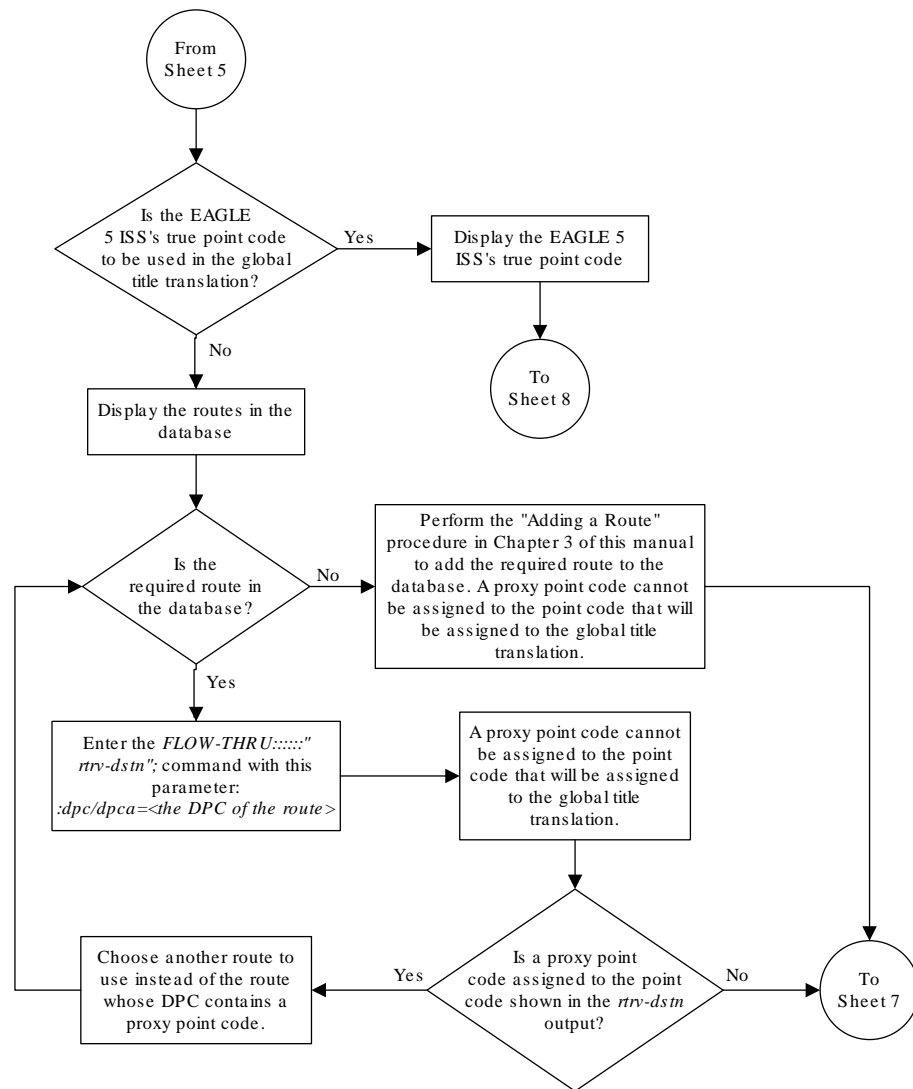 From
Sheet 5
Is the EAGLE
5 ISS's true point code
to be used in the global
title translation?
Yes
Display the EAGLE 5
ISS's true point code
No
To
Sheet 8
Display the routes in the
database
Is the
required route in
the database?
No
Perform the "Adding a Route"
procedure in Chapter 3 of this manual
to add the required route to the
database. A proxy point code cannot
be assigned to the point code that will
be assigned to the global title
translation.
Yes
Enter the FLOW-THRU::::::"
rtrv-dstn"; command with this
parameter:
:dpc/dpca=<the DPC of the route>
A proxy point code cannot
be assigned to the point
code that will be assigned
to the global title
translation.
Choose another route to
use instead of the route
whose DPC contains a
proxy point code.
Yes
Is a proxy point
code assigned to the point
code shown in the rtrv-dstn
output?
No
To
Sheet 7